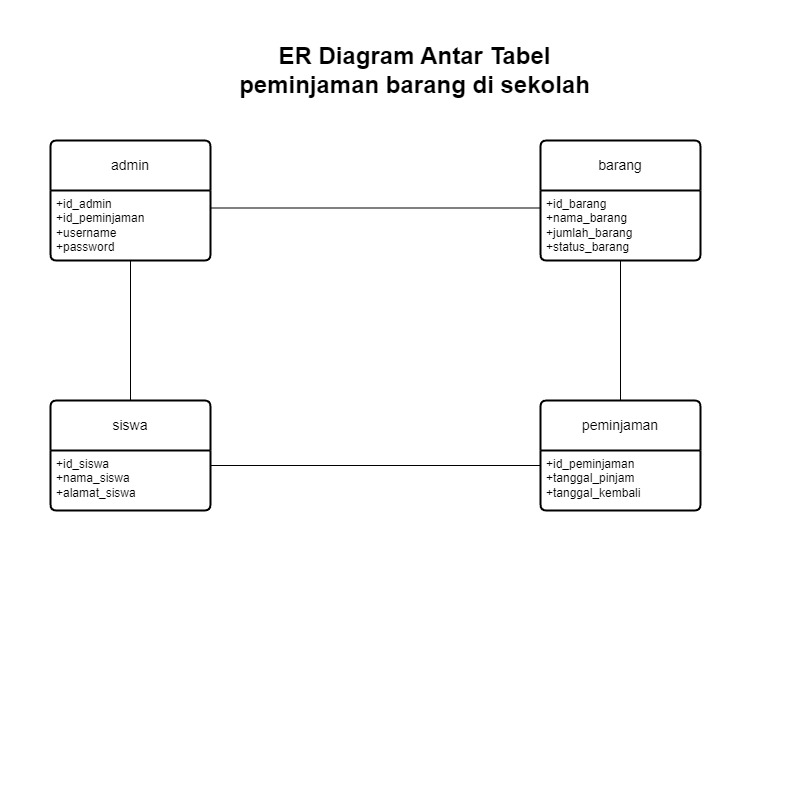 ER Diagram Antar Tabel
peminjaman barang di sekolah
admin
+id_admin
+id_peminjaman
+username
+password
barang
+id_barang
+nama_barang
+jumlah_barang
+status_barang
siswa
+id_siswa
+nama_siswa
+alamat_siswa
peminjaman
+id_peminjaman
+tanggal_pinjam
+tanggal_kembali